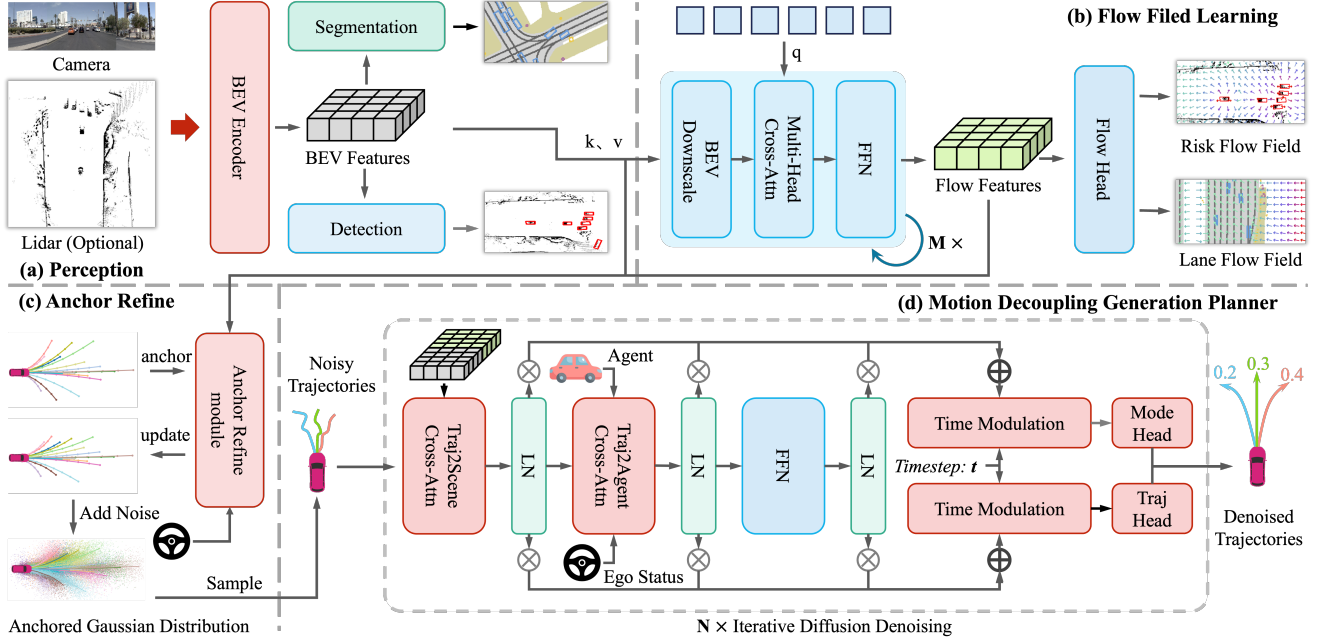 Camera
Lidar (Optional)
(a) Perception
BEV Encoder
Segmentation
BEV Features
Detection
k、v
(b) Flow Filed Learning
q
BEV
Downscale
Multi-Head
Cross-Attn
FFN
M ×
Flow Features
Flow Head
Risk Flow Field
Lane Flow Field
(c) Anchor Refine
anchor
update
Anchor Refine
module
Add Noise
Sample
Anchored Gaussian Distribution
(d) Motion Decoupling Generation Planner
Noisy
Trajectories
Traj2Scene
Cross-Attn
LN
Agent
Traj2Agent
Cross-Attn
Ego Status
LN
FFN
LN
Time Modulation
Mode
Head
Timestep: t
Time Modulation
Traj
Head
0.2
0.3
0.4
Denoised
Trajectories
N × Iterative Diffusion Denoising